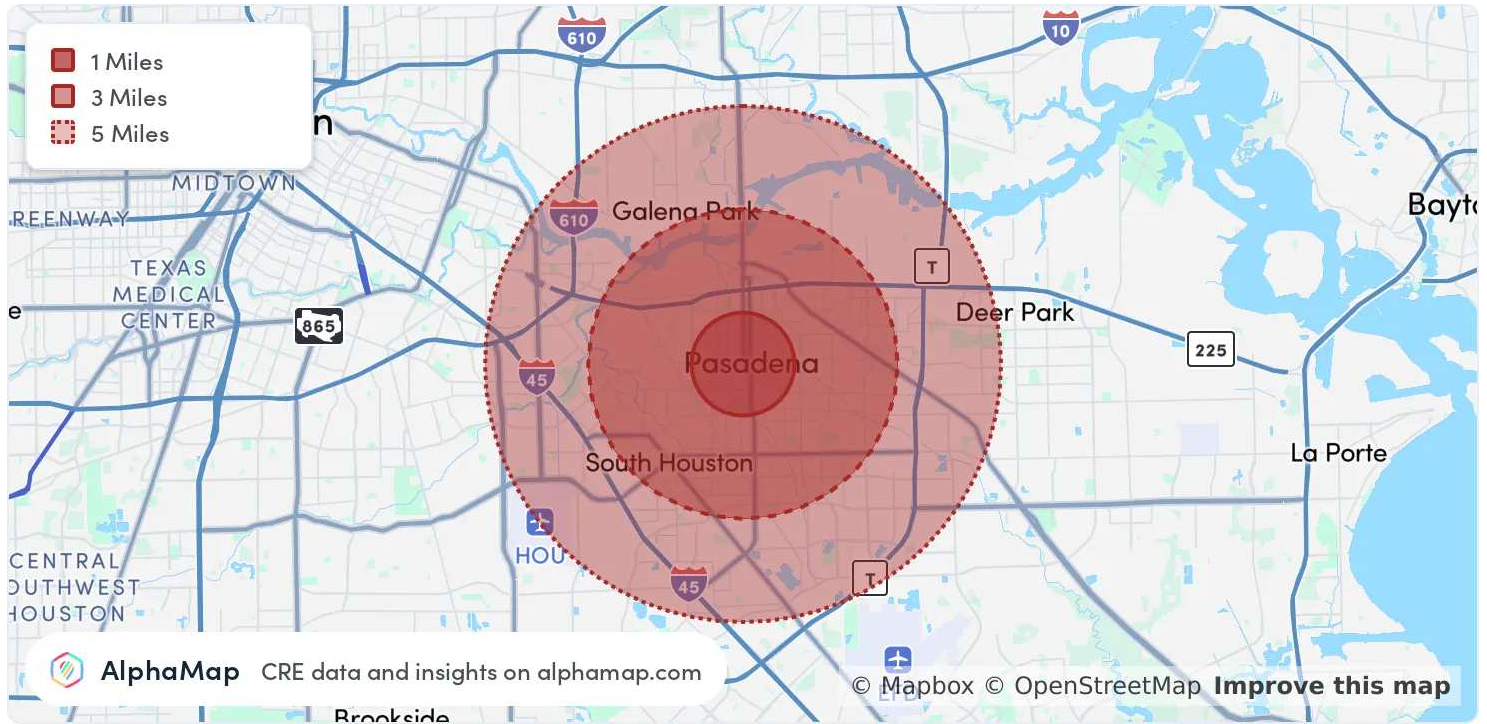 1 Miles
3 Miles
5 Miles
610
10
n
MIDTOWN
REENWAY
610
Galena Park
Bayto
TEXAS
MEDICAL
CENTER
T
e
865
Deer Park
225
45
Pasadena
South Houston
La Porte
HOU
CENTRAL
OUTHWEST
HOUSTON
45
T
AlphaMap CRE data and insights on alphamap.com
© Mapbox © OpenStreetMap Improve this map
EFD
Brookside